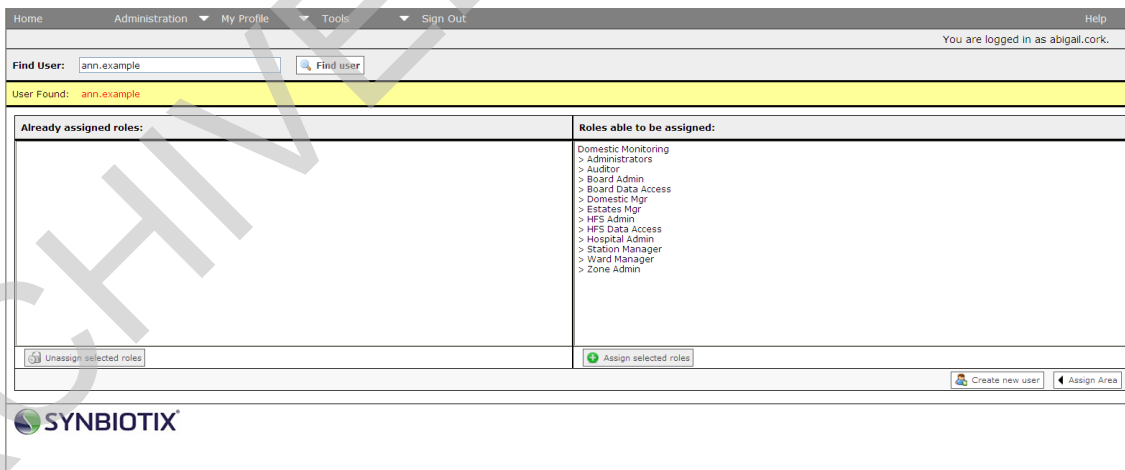 Home Administration My Profile Tools Sign Out Help
You are logged in as abigail.cork.
Find User: ann.example Find user
User Found: ann.example
Already assigned roles: Roles able to be assigned:
Domestic Monitoring
> Administrators
> Auditor
> Board Admin
> Board Data Access
> Domestic Mgr
> Estates Mgr
> HFS Admin
> HFS Data Access
> Hospital Admin
> Station Manager
> Ward Manager
> Zone Admin
Unassign selected roles Assign selected roles
Create new user Assign Area
SYNBIOTIX
CHIVE